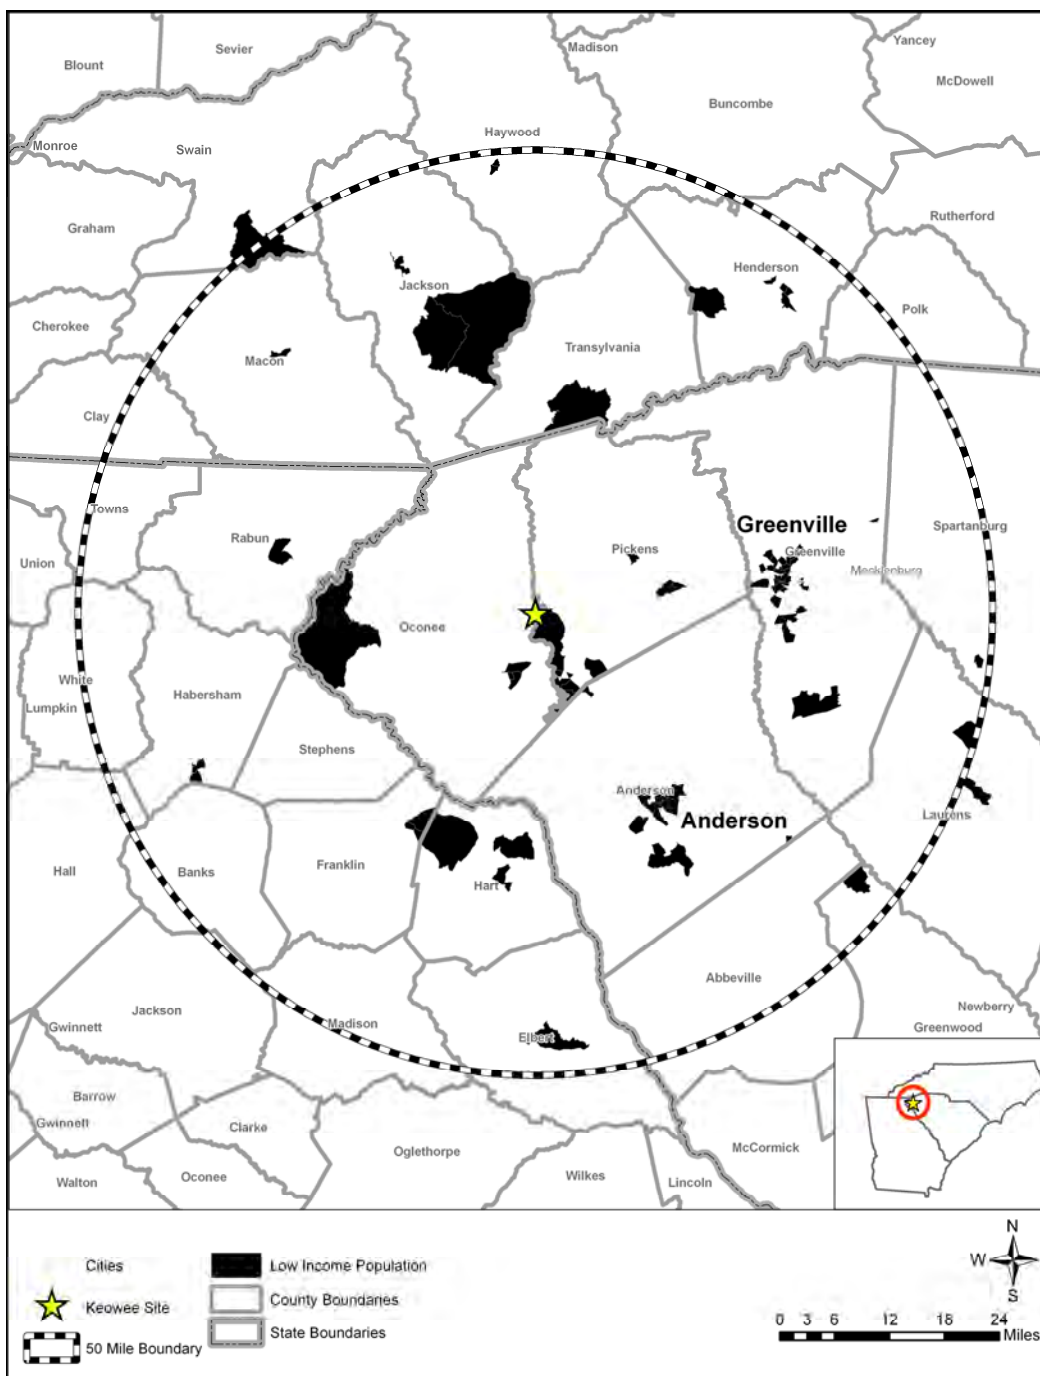 Yancey
Sevier
Madison
Blount
McDowell
Buncombe
Haywood
Monroe
Swain
Rutherford
Graham
Henderson
Jackson
Polk
Cherokee
Transylvania
Macon
Clay
Towns
Greenville
Spartanburg
Rabun
Pickens
Greenville
Union
Mecklenburg
Oconee
White
Habersham
Lumpkin
Stephens
Anderson
Laurens
Anderson
Franklin
Hall
Banks
Hart
Abbeville
Newberry
Jackson
Madison
Gwinnett
Greenwood
Elbert
Barrow
Gwinnett
Clarke
Oglethorpe
McCormick
Oconee
Wilkes
Walton
Lincoln
N
W E
S
Cities
Keowee Site
50 Mile Boundary
Low Income Population
County Boundaries
State Boundaries
0 3 6 12 18 24
Miles